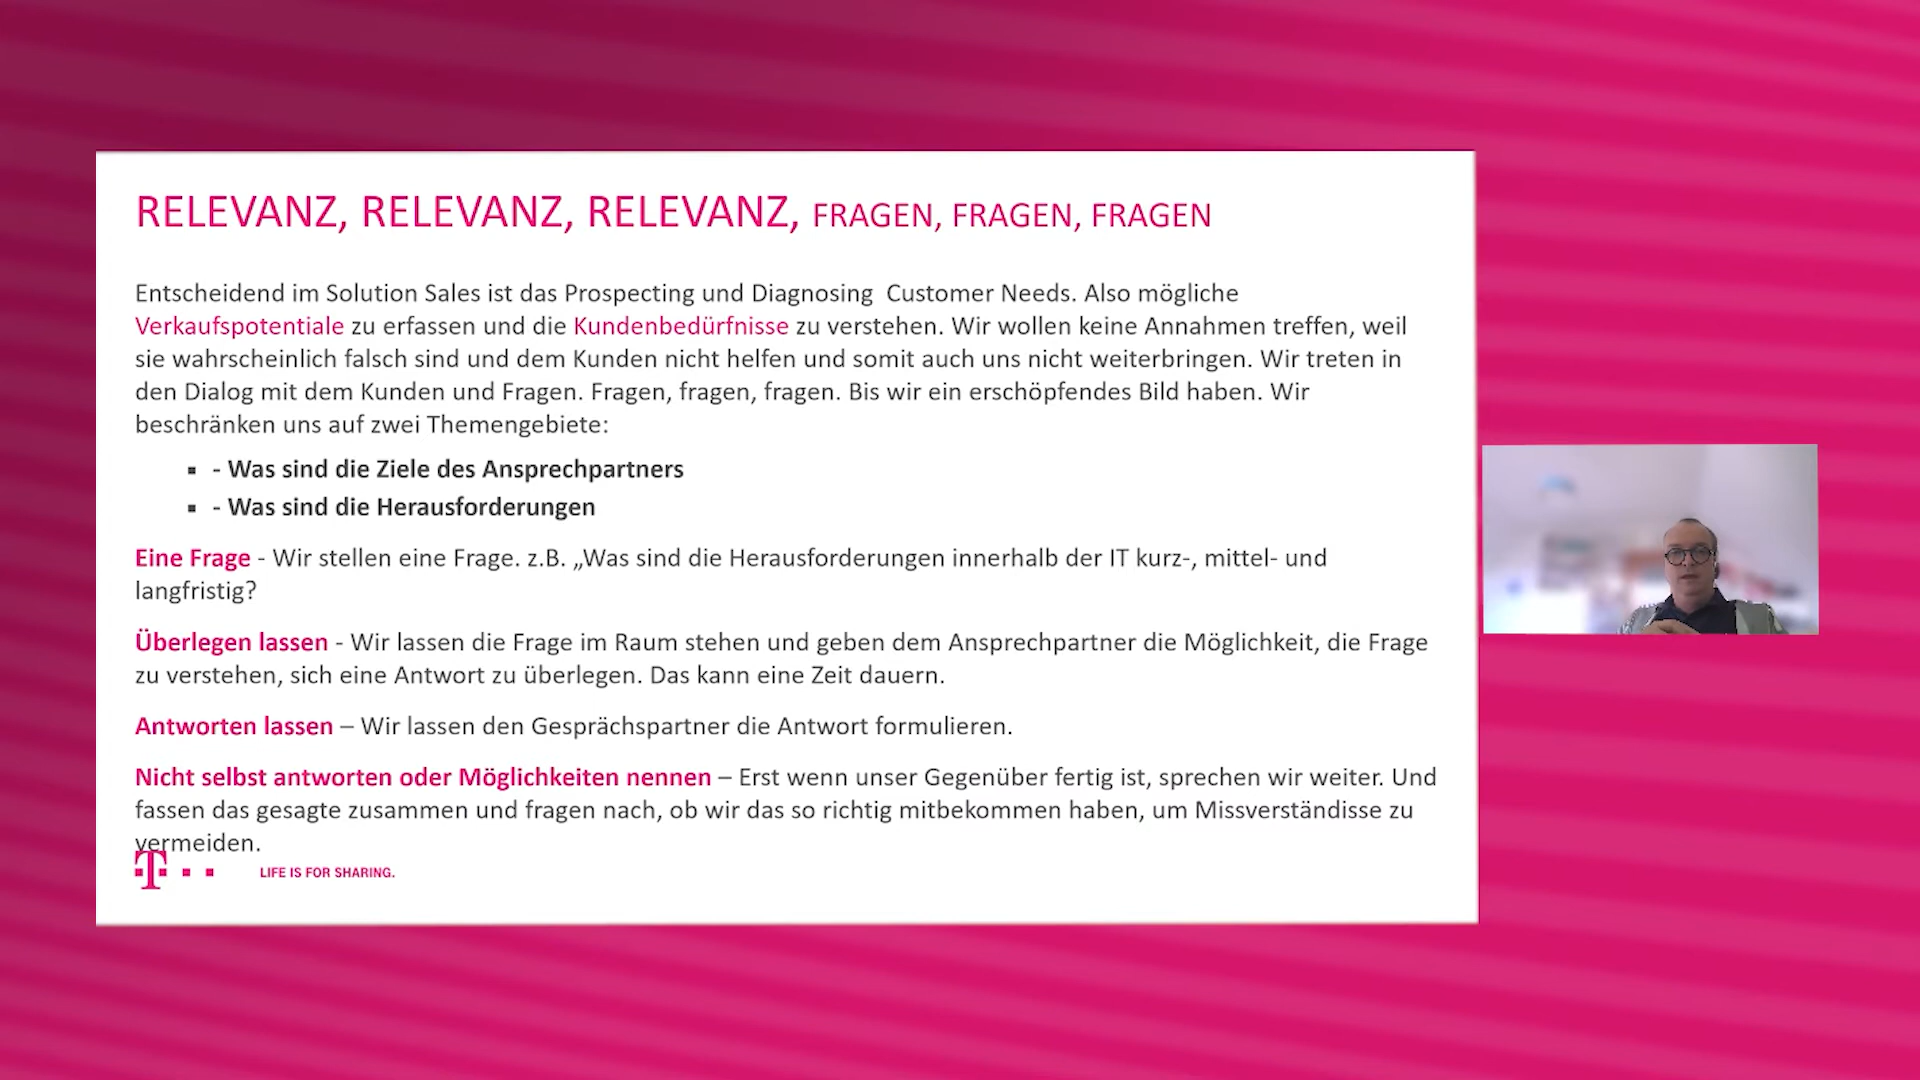 RELEVANZ, RELEVANZ, RELEVANZ, FRAGEN, FRAGEN, FRAGEN
Entscheidend im Solution Sales ist das Prospecting und Diagnosing  Customer Needs. Also mögliche
Verkaufspotentiale zu erfassen und die Kundenbedürfnisse zu verstehen. Wir wollen keine Annahmen treffen, weil
sie wahrscheinlich falsch sind und dem Kunden nicht helfen und somit auch uns nicht weiterbringen. Wir treten in
den Dialog mit dem Kunden und Fragen. Fragen, fragen, fragen. Bis wir ein erschöpfendes Bild haben. Wir
beschränken uns auf zwei Themengebiete:
▪ - Was sind die Ziele des Ansprechpartners
▪ - Was sind die Herausforderungen
Eine Frage - Wir stellen eine Frage. z.B. „Was sind die Herausforderungen innerhalb der IT kurz-, mittel- und
langfristig?
Überlegen lassen - Wir lassen die Frage im Raum stehen und geben dem Ansprechpartner die Möglichkeit, die Frage
zu verstehen, sich eine Antwort zu überlegen. Das kann eine Zeit dauern.
Antworten lassen – Wir lassen den Gesprächspartner die Antwort formulieren.
Nicht selbst antworten oder Möglichkeiten nennen – Erst wenn unser Gegenüber fertig ist, sprechen wir weiter. Und
fassen das gesagte zusammen und fragen nach, ob wir das so richtig mitbekommen haben, um Missverständisse zu
vermeiden.
T LIFE IS FOR SHARING.